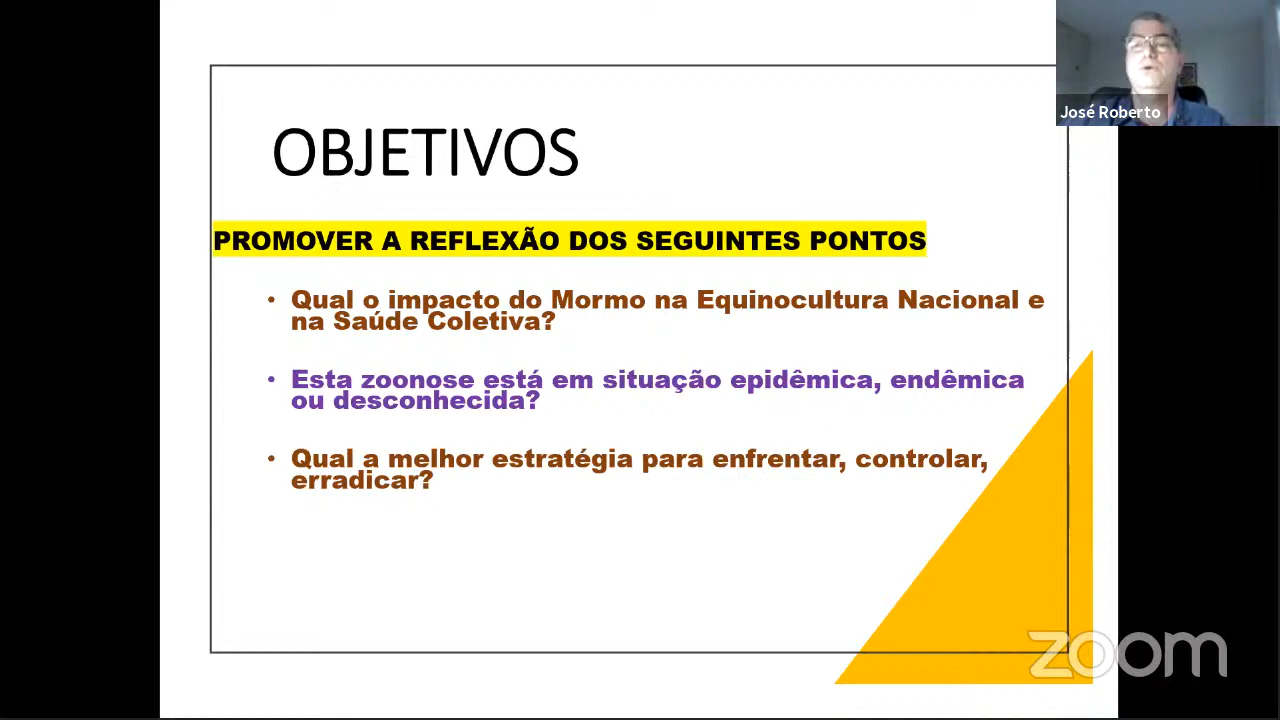 José Roberto
OBJETIVOS
PROMOVER A REFLEXÃO DOS SEGUINTES PONTOS
• Qual o impacto do Mormo na Equinocultura Nacional e
na Saúde Coletiva?
• Esta zoonose está em situação epidêmica, endêmica
ou desconhecida?
• Qual a melhor estratégia para enfrentar, controlar,
erradicar?
zoom